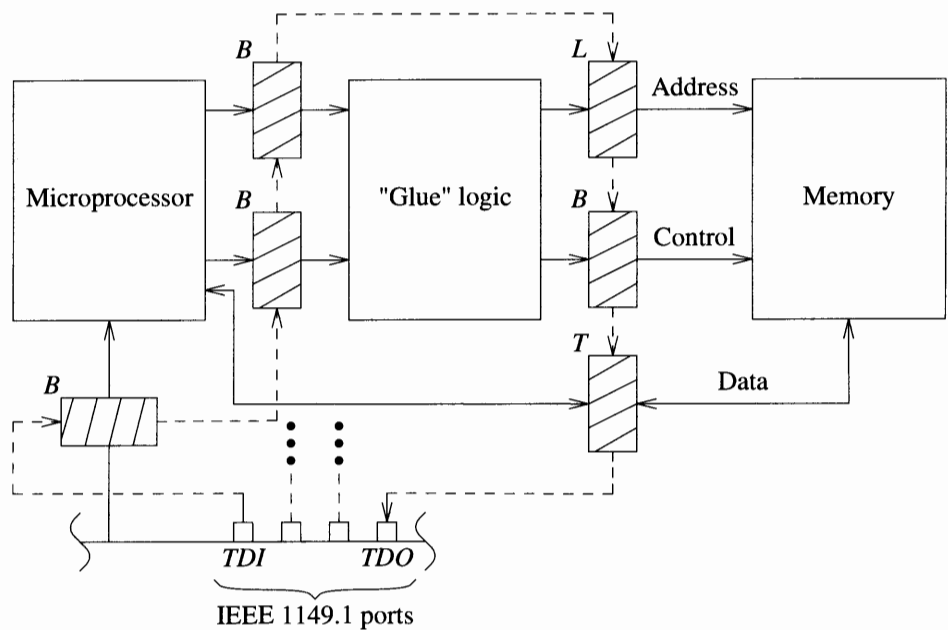 B
L
Address
Microprocessor
"Glue" logic
Memory
B
B
Control
T
B
Data
TDI
TDO
IEEE 1149.1 ports